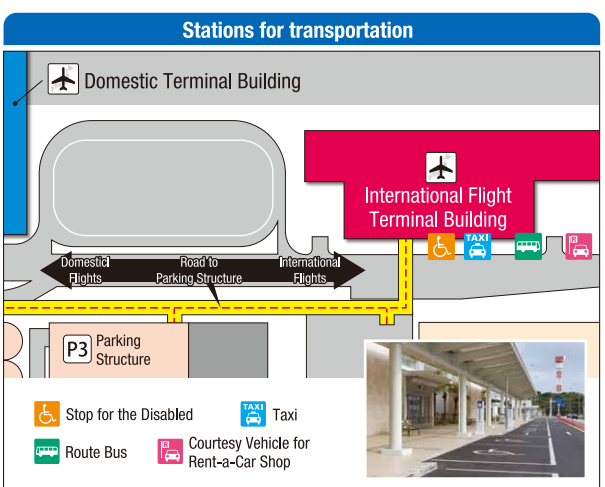 Stations for transportation
Domestic Terminal Building
International Flight
Terminal Building
TAXI
R
Domesticl
Flights
Road to
Parking Structure
International
Flights
P3
Parking
Structure
Stop for the Disabled
TAXI
Taxi
Route Bus
R
Courtesy Vehicle for
Rent-a-Car Shop